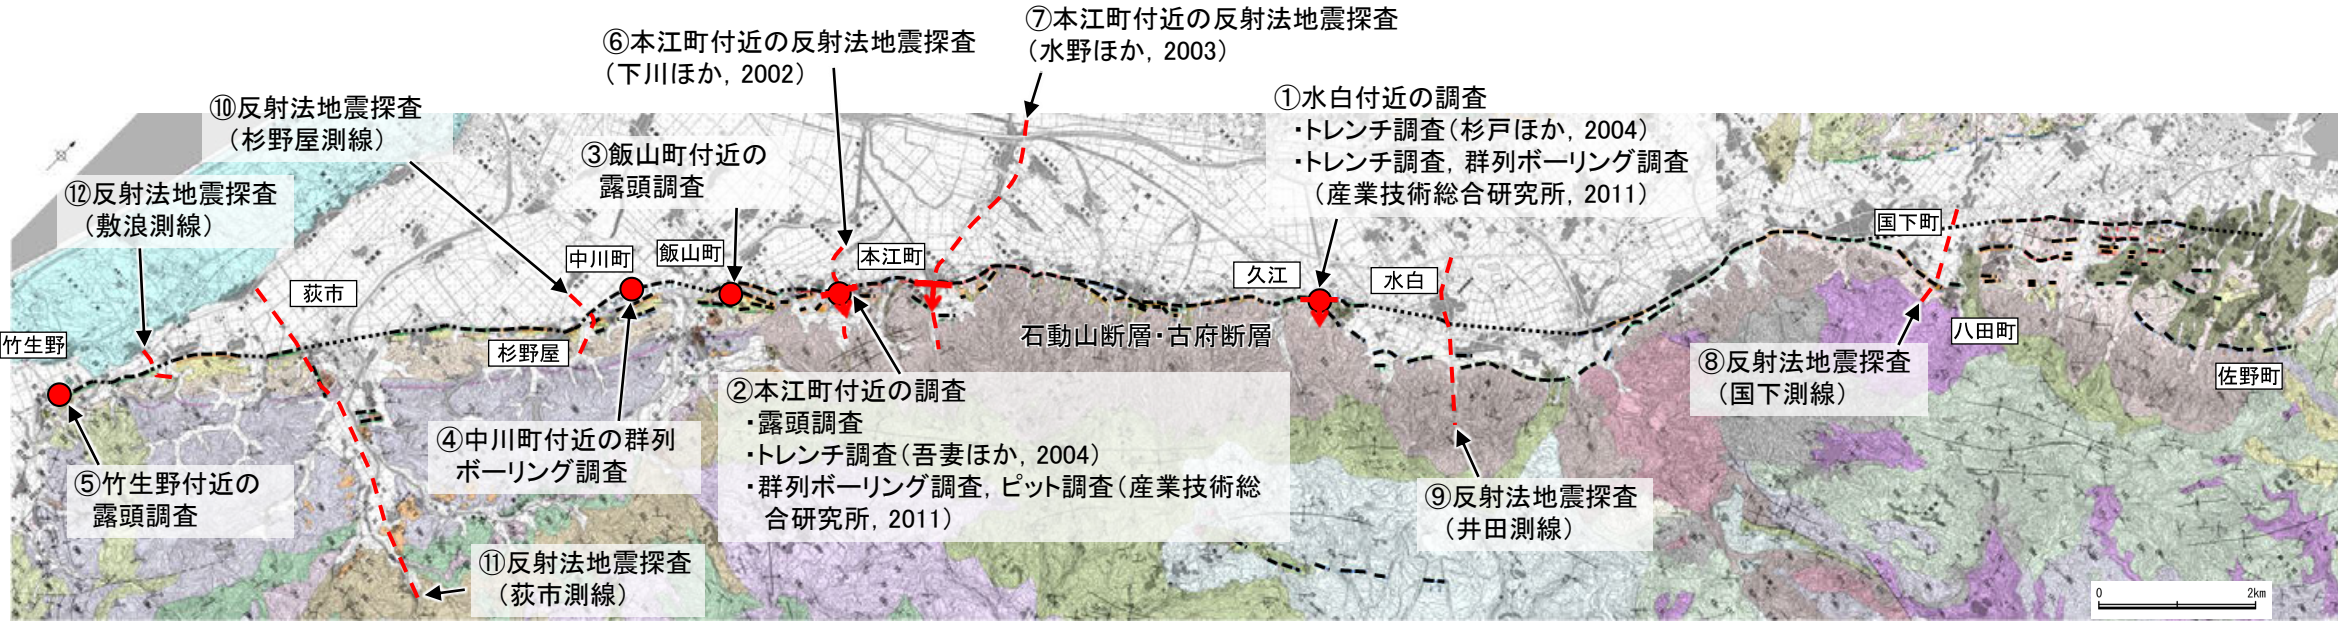 ⑦本江町付近の反射法地震探査
（水野ほか, 2003）
⑥本江町付近の反射法地震探査
（下川ほか, 2002）
①水白付近の調査
・トレンチ調査（杉戸ほか, 2004）
・トレンチ調査, 群列ボーリング調査
（産業技術総合研究所, 2011）
⑩反射法地震探査
（杉野屋測線）
③飯山町付近の
露頭調査
⑫反射法地震探査
（敷浪測線）
国下町
中川町
飯山町
本江町
久江
水白
荻市
竹生野
杉野屋
石動山断層・古府断層
八田町
佐野町
⑧反射法地震探査
（国下測線）
②本江町付近の調査
・露頭調査
・トレンチ調査（吾妻ほか, 2004）
・群列ボーリング調査, ピット調査（産業技術総
合研究所, 2011）
④中川町付近の群列
ボーリング調査
⑤竹生野付近の
露頭調査
⑨反射法地震探査
（井田測線）
⑪反射法地震探査
（荻市測線）
0 2km